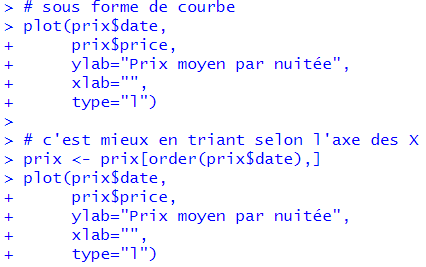 > # sous forme de courbe
> plot(prix$date,
+      prix$price,
+      ylab="Prix moyen par nuitée",
+      xlab="",
+      type="l")
>
> # c'est mieux en triant selon l'axe des X
> prix <- prix[order(prix$date),]
> plot(prix$date,
+      prix$price,
+      ylab="Prix moyen par nuitée",
+      xlab="",
+      type="l")